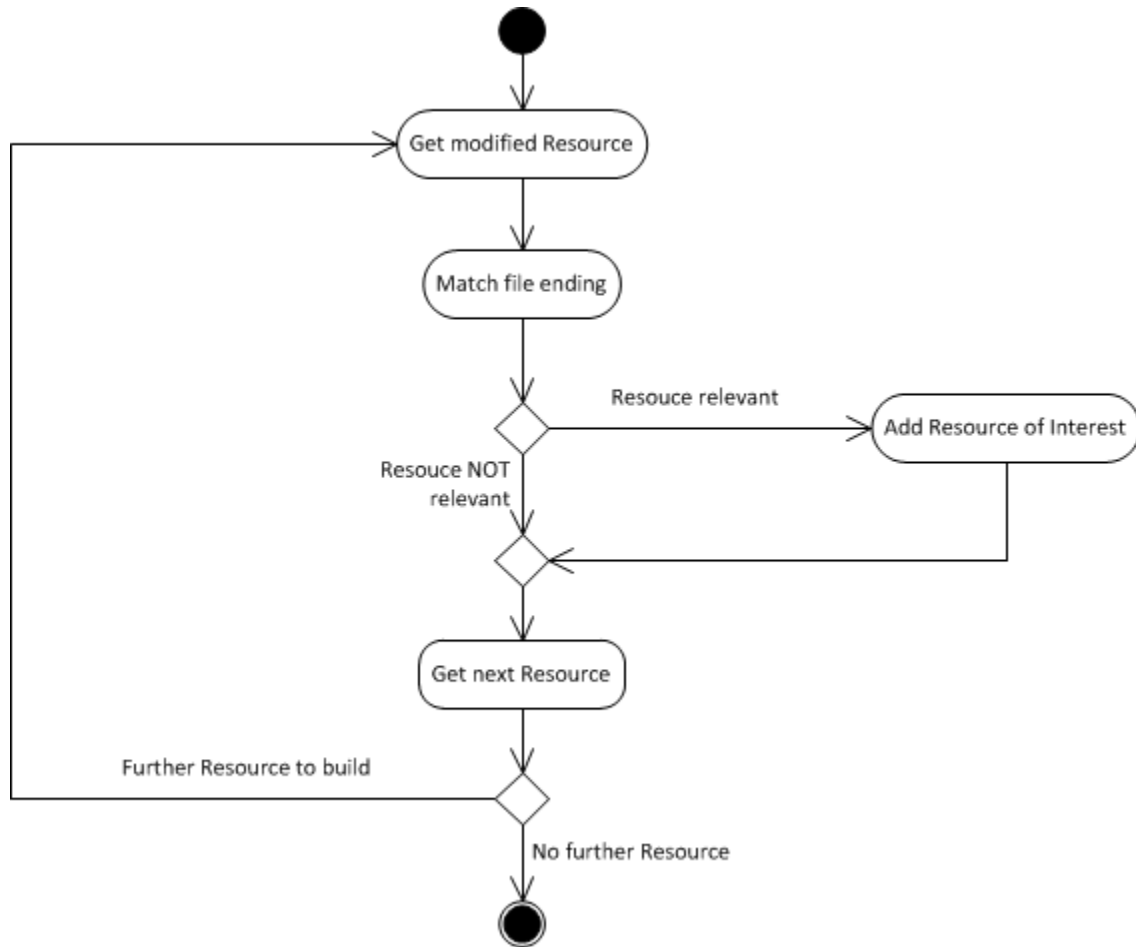 Get modified Resource
Match file ending
Resouce relevant
Add Resource of Interest
Resouce NOT
relevant
Get next Resource
Further Resource to build
No further Resource